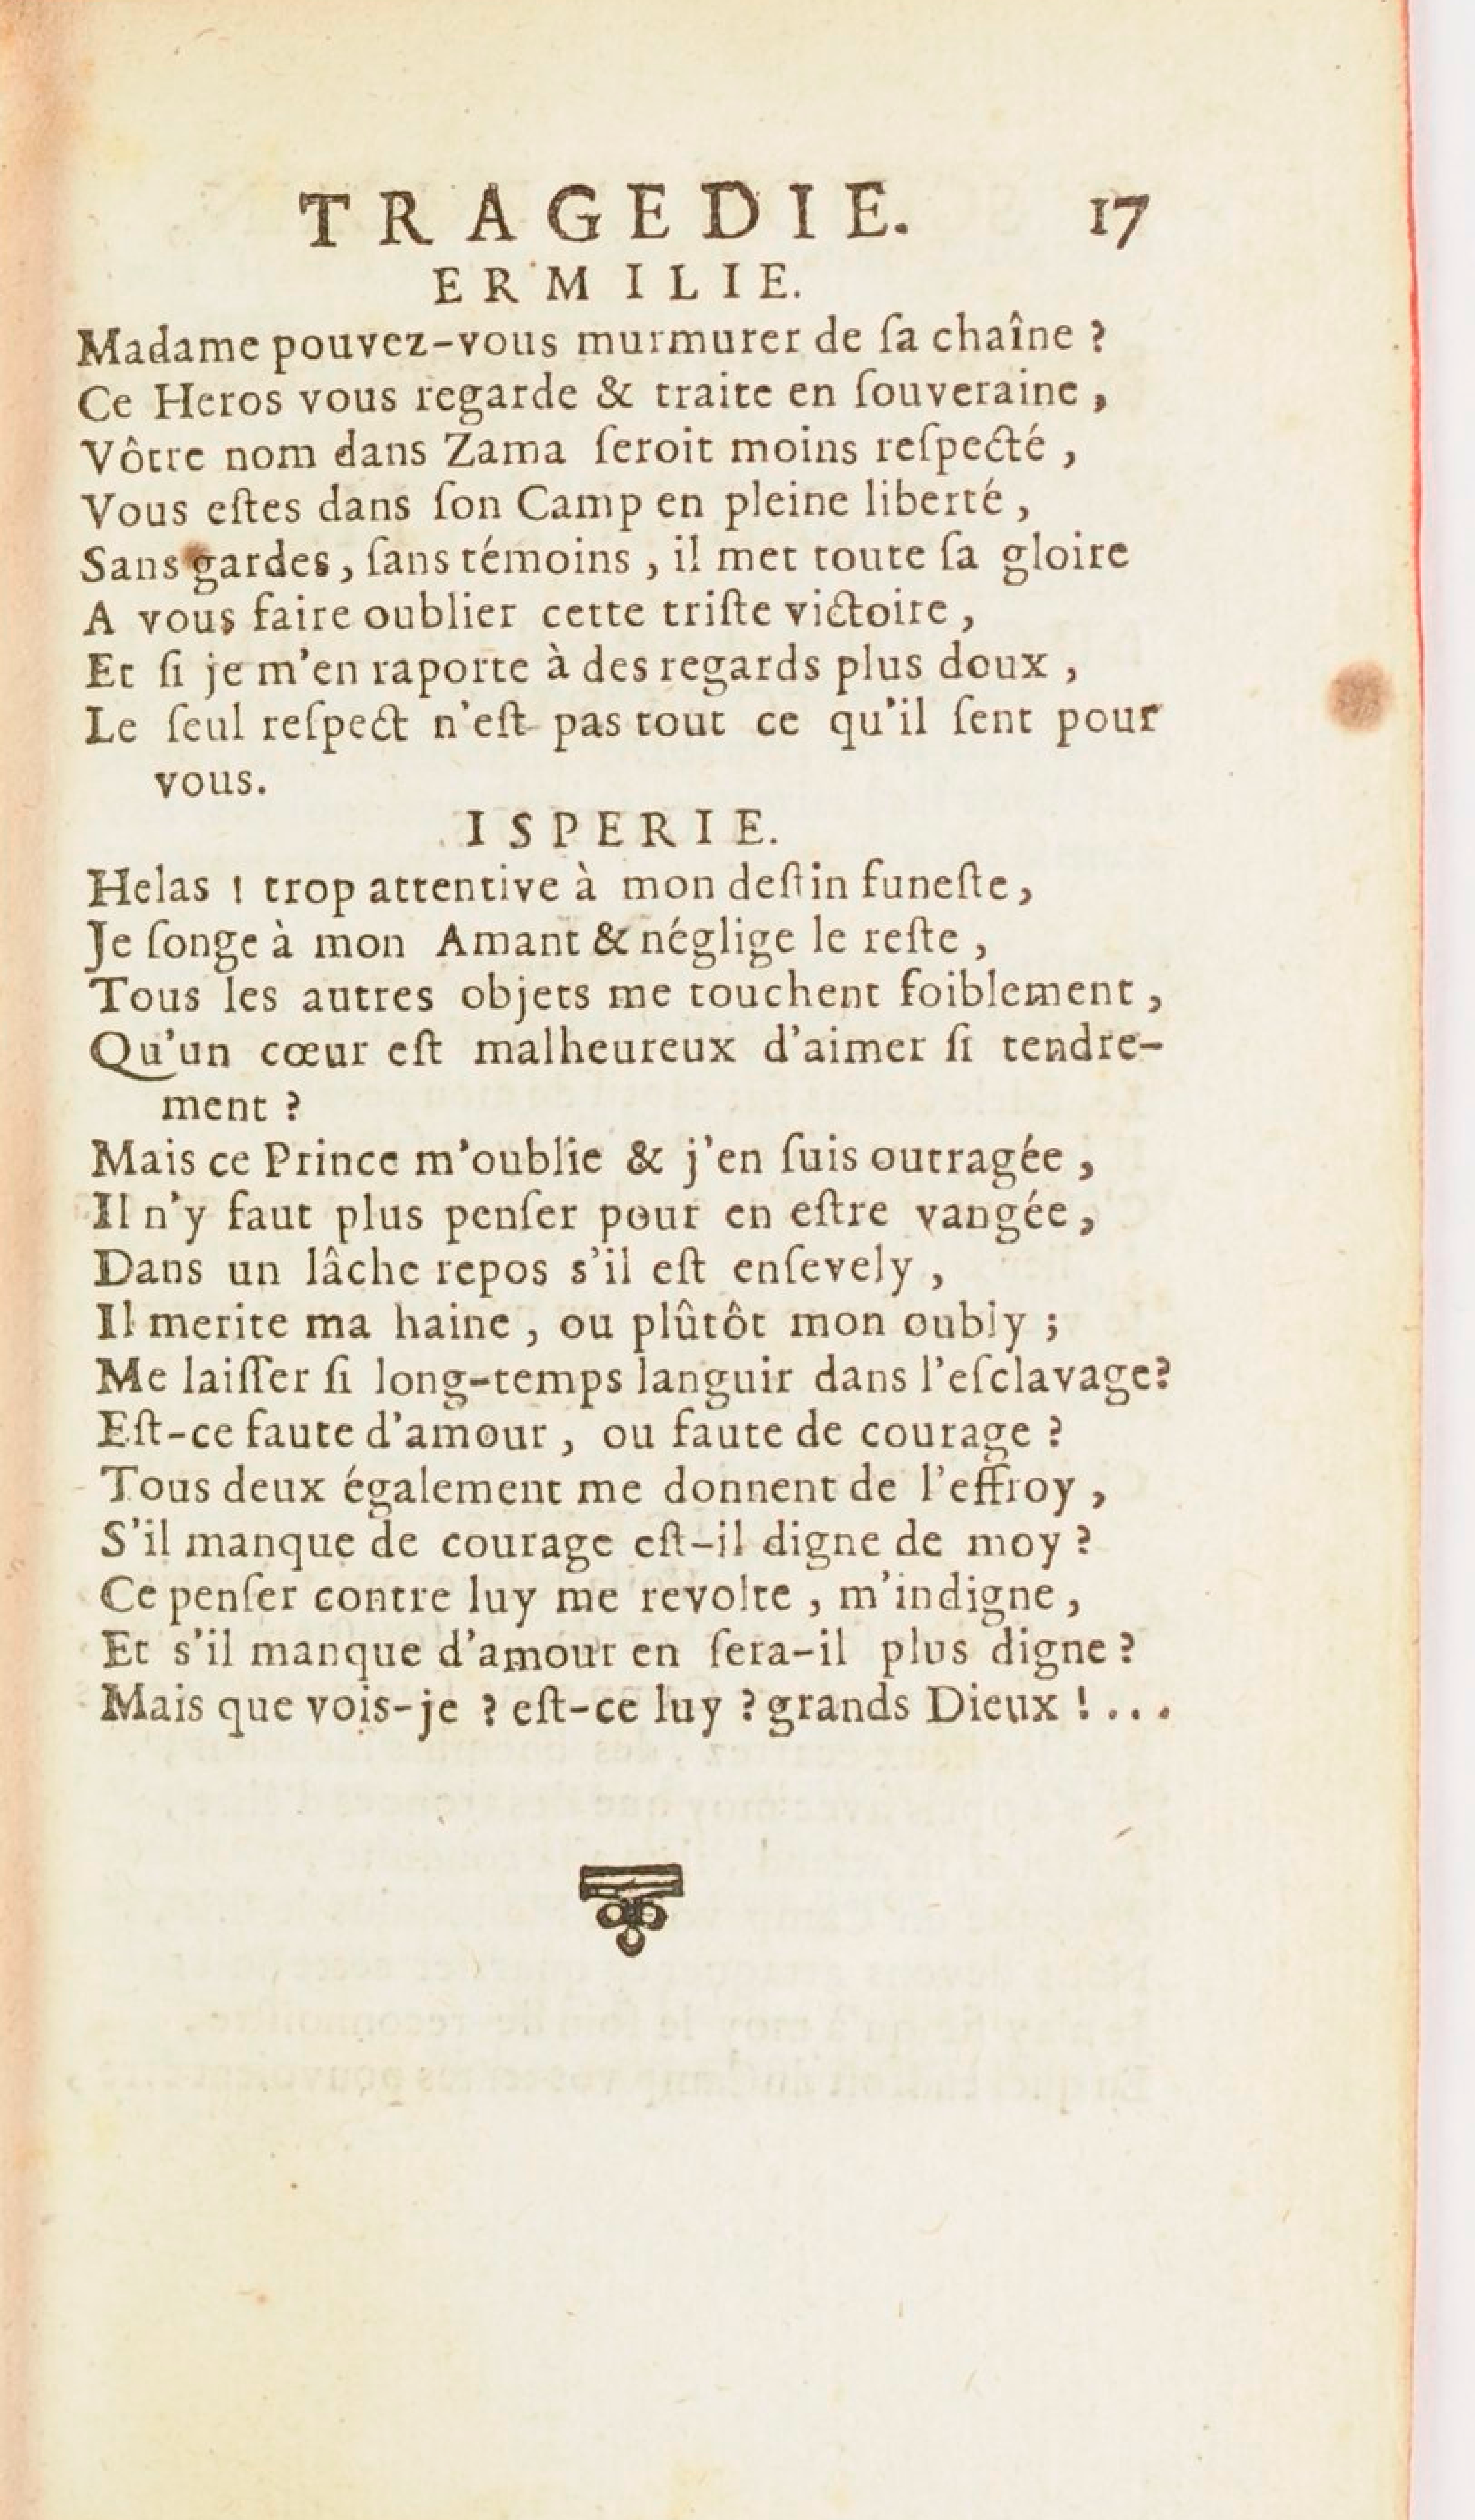 TRAGEDIE. 17
ERMILIE.
Madame pouvez-vous murmurer de ſa chaîne ?
Ce Heros vous regarde & traite en ſouveraine,
Vôtre nom dans Zama ſeroit moins reſpecté,
Vous eſtes dans ſon Camp en pleine liberté,
Sans gardes, ſans témoins, il met toute ſa gloire
A vous faire oublier cette triſte victoire,
Et ſi je m'en raporte à des regards plus doux,
Le ſeul reſpect n'eſt pas tout ce qu'il ſent pour
vous.
ISPERIE.
Helas ! trop attentive à mon deſtin funeſte,
Je ſonge à mon Amant & néglige le reſte,
Tous les autres objets me touchent foiblement,
Qu'un cœur eſt malheureux d'aimer ſi tendre-
ment ?
Mais ce Prince m'oublie & j'en ſuis outragée,
Il n'y faut plus penſer pour en eſtre vangée,
Dans un lâche repos s'il eſt enſevely,
Il merite ma haine, ou plûtôt mon oubly ;
Me laiſſer ſi long-temps languir dans l'eſclavage?
Eſt-ce faute d'amour, ou faute de courage ?
Tous deux également me donnent de l'effroy,
S'il manque de courage eſt-il digne de moy ?
Ce penſer contre luy me revolte, m'indigne,
Et s'il manque d'amour en ſera-il plus digne ?
Mais que vois-je ? eſt-ce luy ? grands Dieux !...